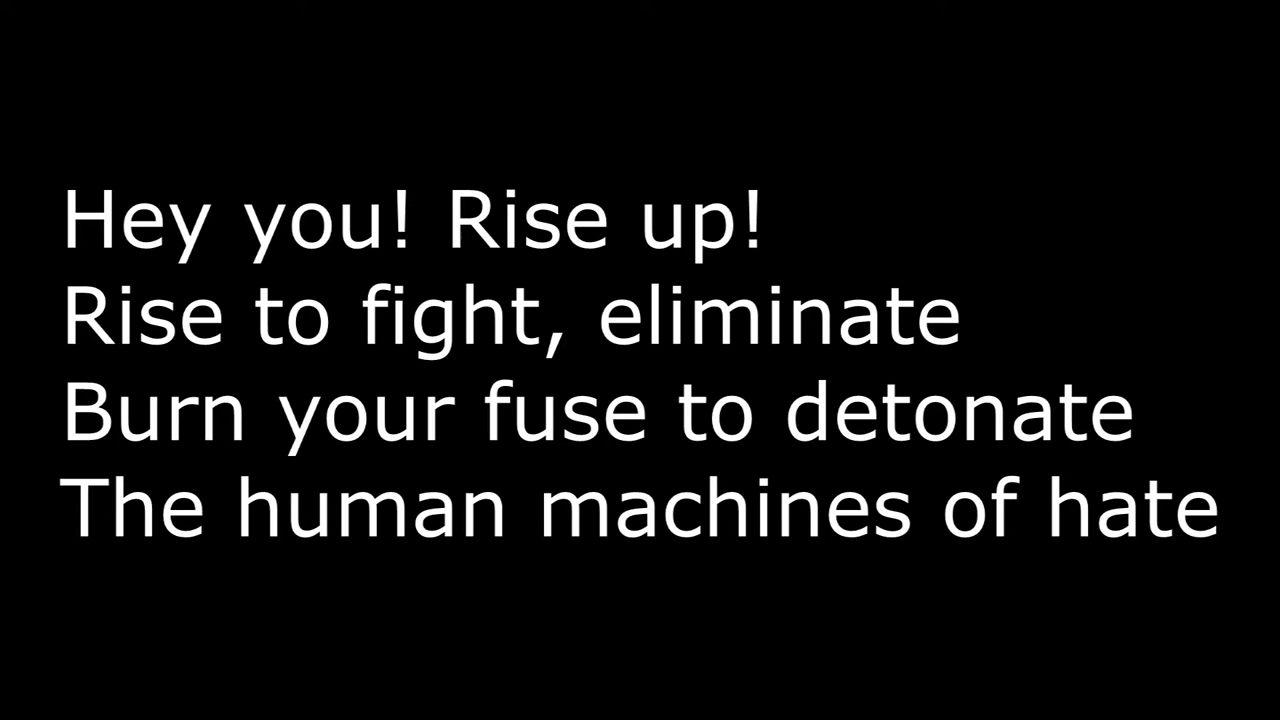 Hey you! Rise up!
Rise to fight, eliminate
Burn your fuse to detonate
The human machines of hate